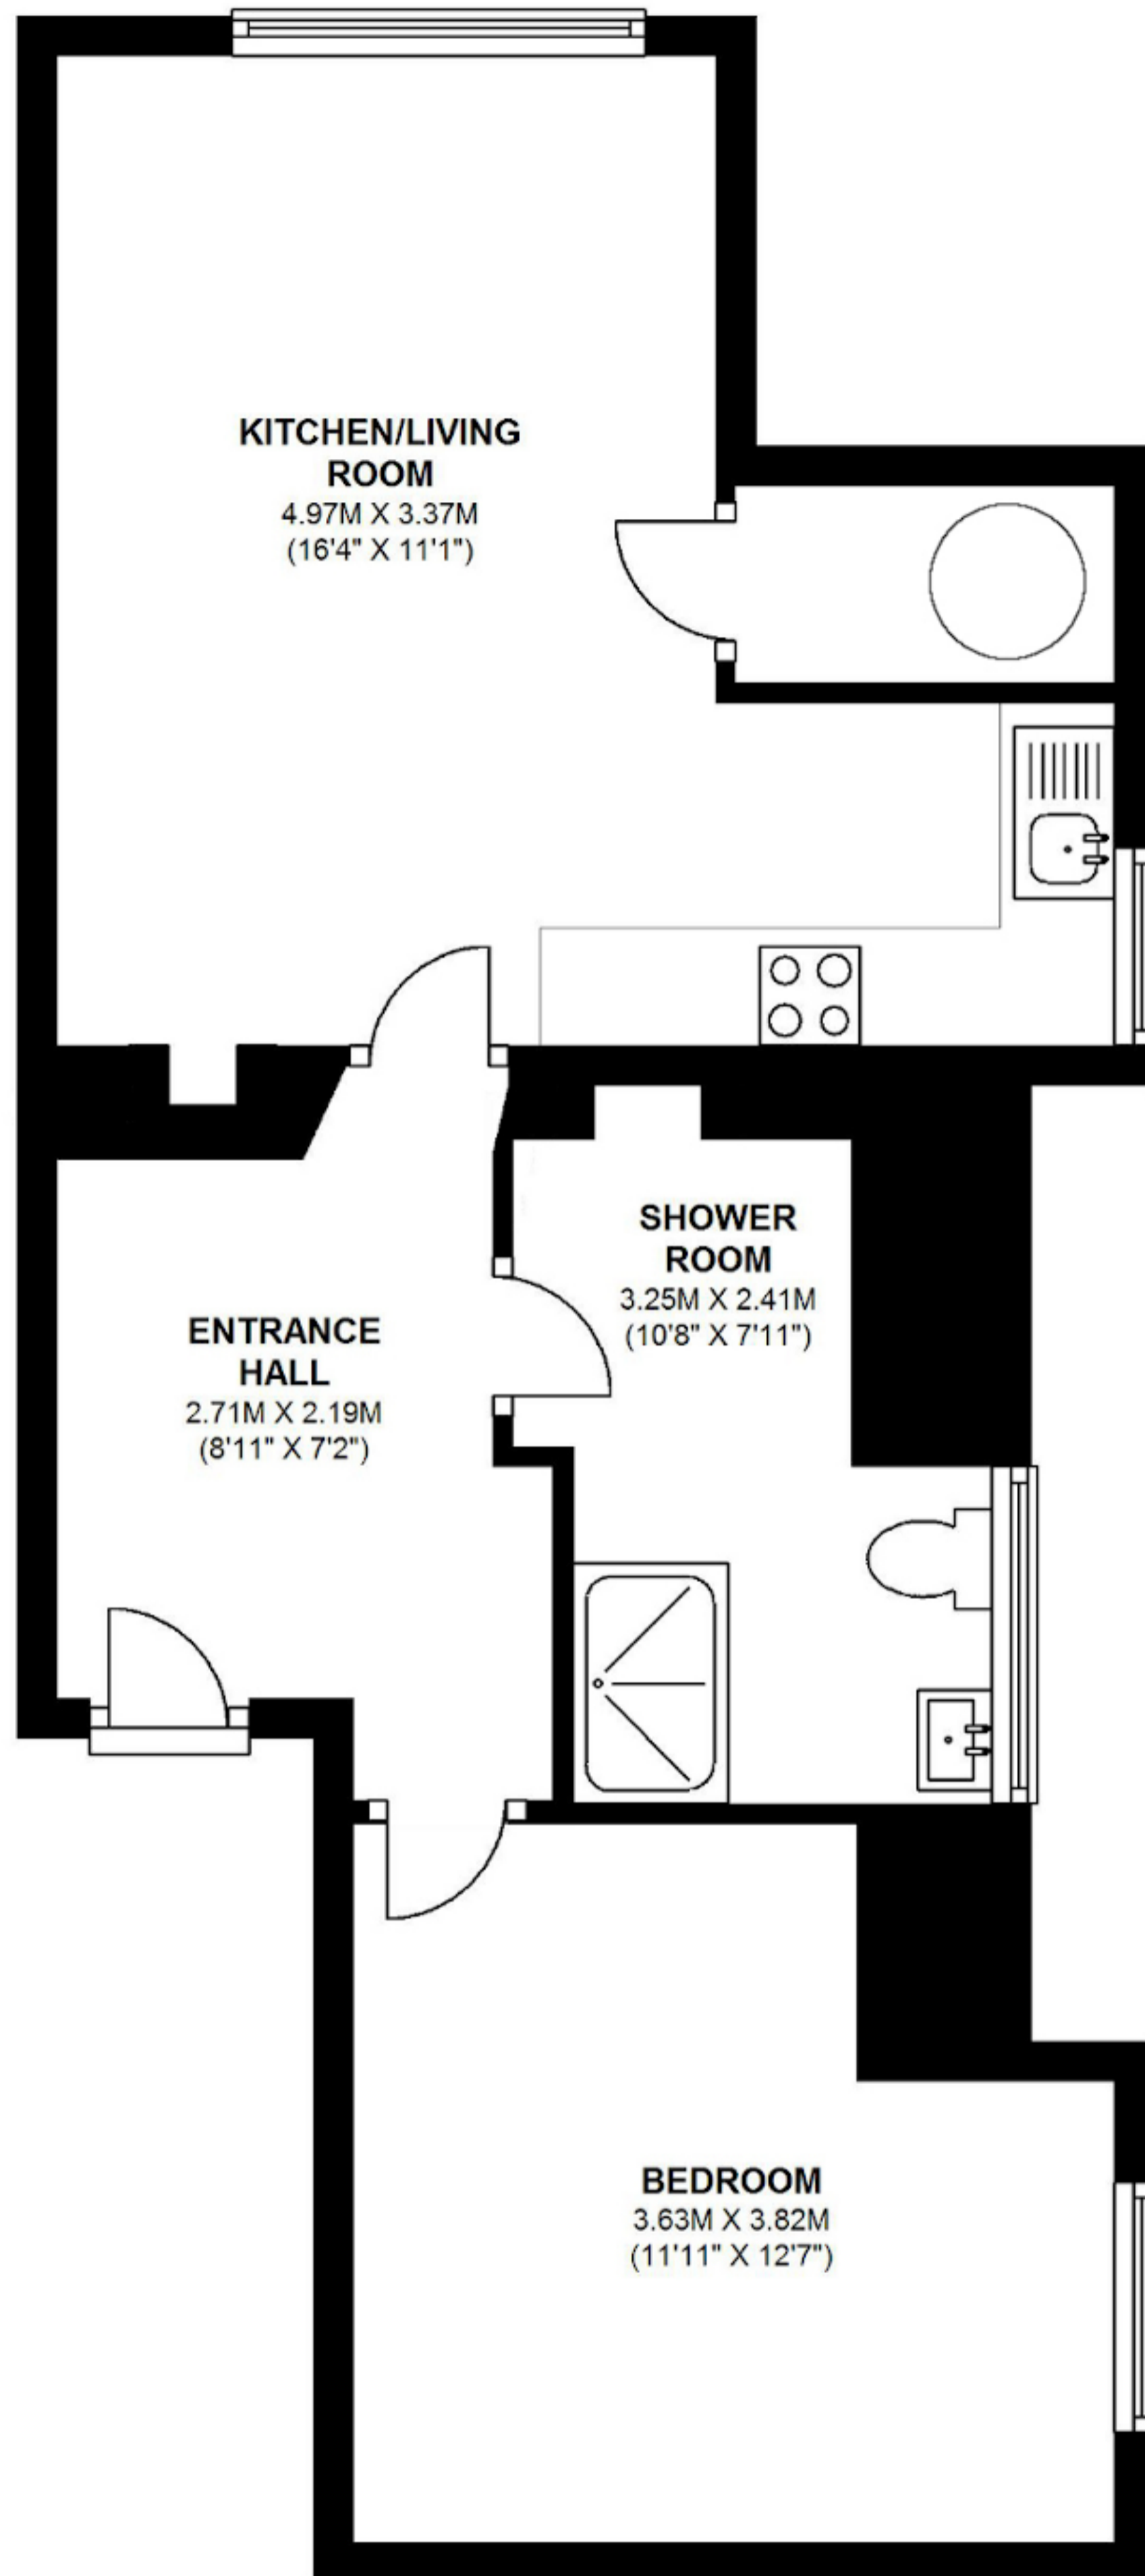 KITCHEN/LIVING
ROOM
4.97M X 3.37M
(16'4" X 11'1")
SHOWER
ROOM
3.25M X 2.41M
(10'8" X 7'11")
ENTRANCE
HALL
2.71M X 2.19M
(8'11" X 7'2")
BEDROOM
3.63M X 3.82M
(11'11" X 12'7")